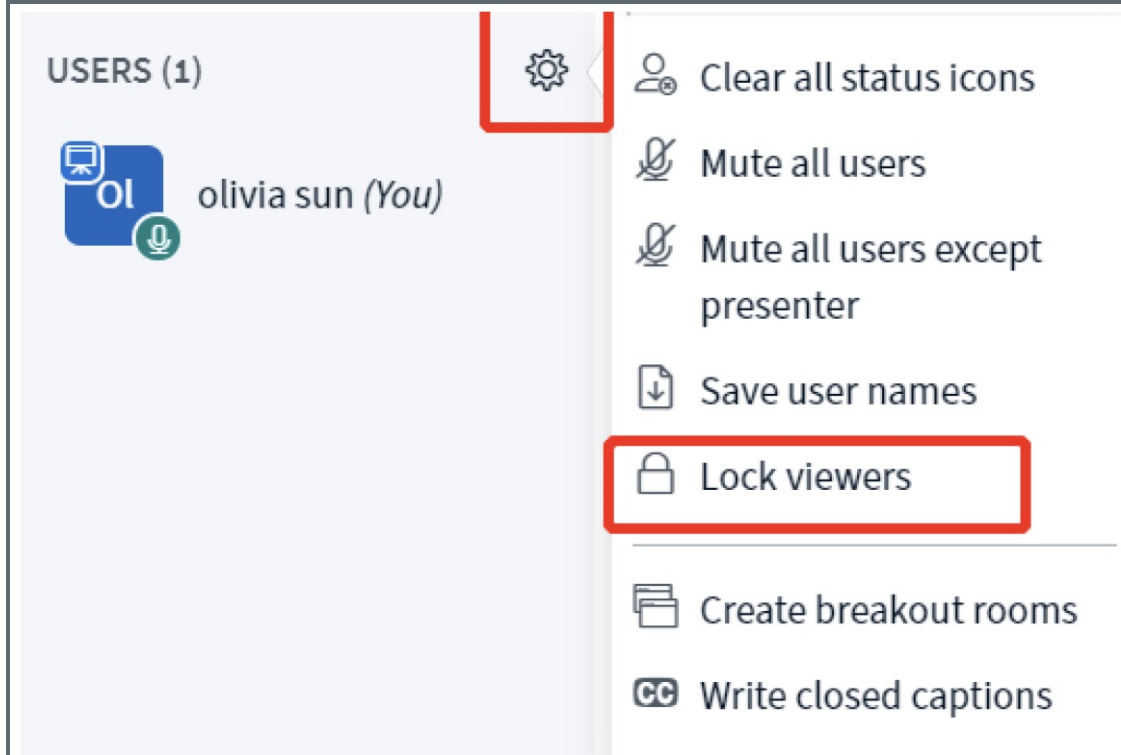 USERS (1)
Ol
olivia sun (You)
Clear all status icons
Mute all users
Mute all users except
presenter
Save user names
Lock viewers
Create breakout rooms
CC Write closed captions